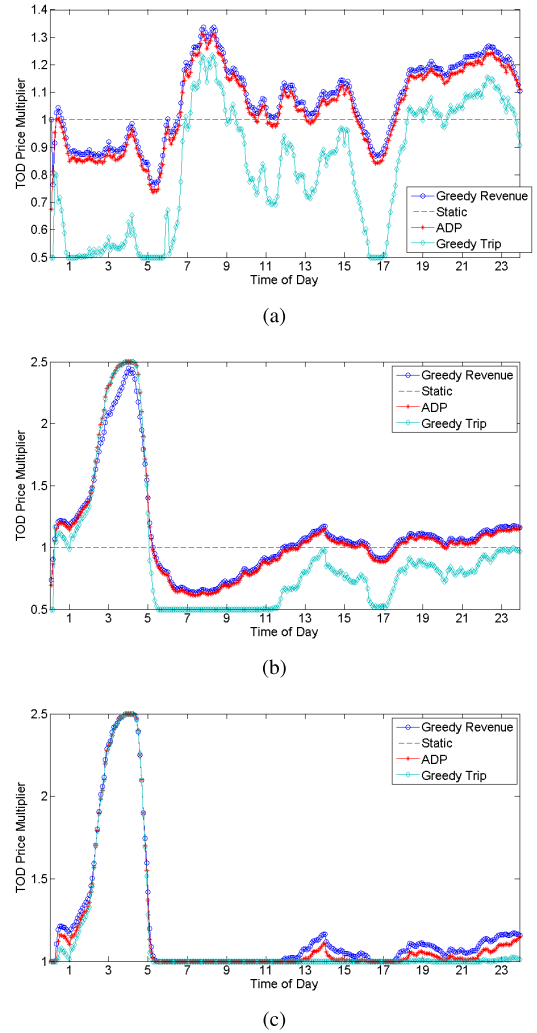 1.4
1.3
1.2
1.1
1
0.9
0.8
0.7
0.6
0.5
TOD Price Multiplier
1 3 5 7 9 11 13 15 17 19 21 23
Time of Day
Greedy Revenue
Static
ADP
Greedy Trip
(a)
2.5
2
1.5
1
0.5
TOD Price Multiplier
1 3 5 7 9 11 13 15 17 19 21 23
Time of Day
Greedy Revenue
Static
ADP
Greedy Trip
(b)
2.5
2
1.5
1
TOD Price Multiplier
1 3 5 7 9 11 13 15 17 19 21 23
Time of Day
Greedy Revenue
Static
ADP
Greedy Trip
(c)